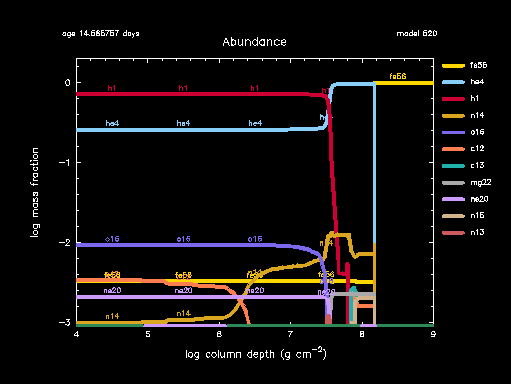 age 14.566757 days
model 620
Abundance
log mass fraction
0
−1
−2
−3
h1 h1 h1
he4 he4 he4
fe56
o16 o16 o16
fe56 fe56 fe56
ne20 ne20 ne20
n14 n14
4 5 6 7 8 9
log column depth (g cm⁻²)
fe56
he4
h1
n14
o16
c12
c13
mg22
ne20
n15
n13